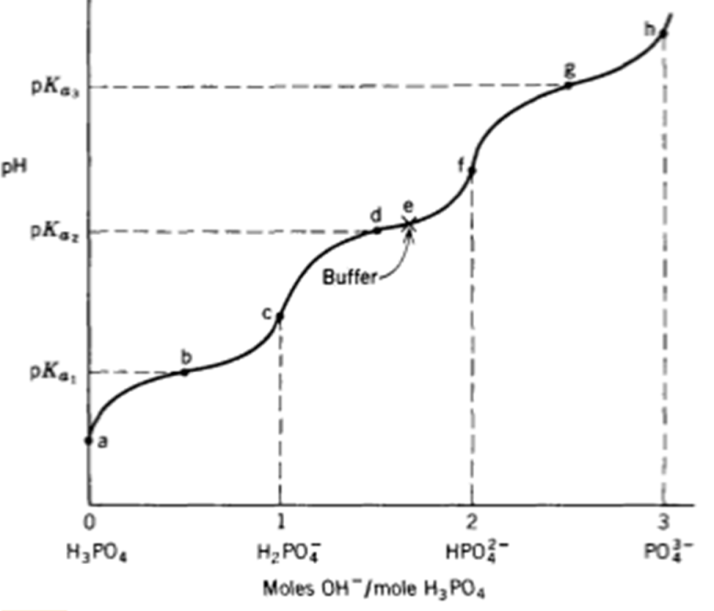 h
g
pKₐ₃
pH
f
d e
pKₐ₂
Buffer
c
b
pKₐ₁
a
0 1 2 3
H₃PO₄ H₂PO₄⁻ HPO₄²⁻ PO₄³⁻
Moles OH⁻/mole H₃PO₄